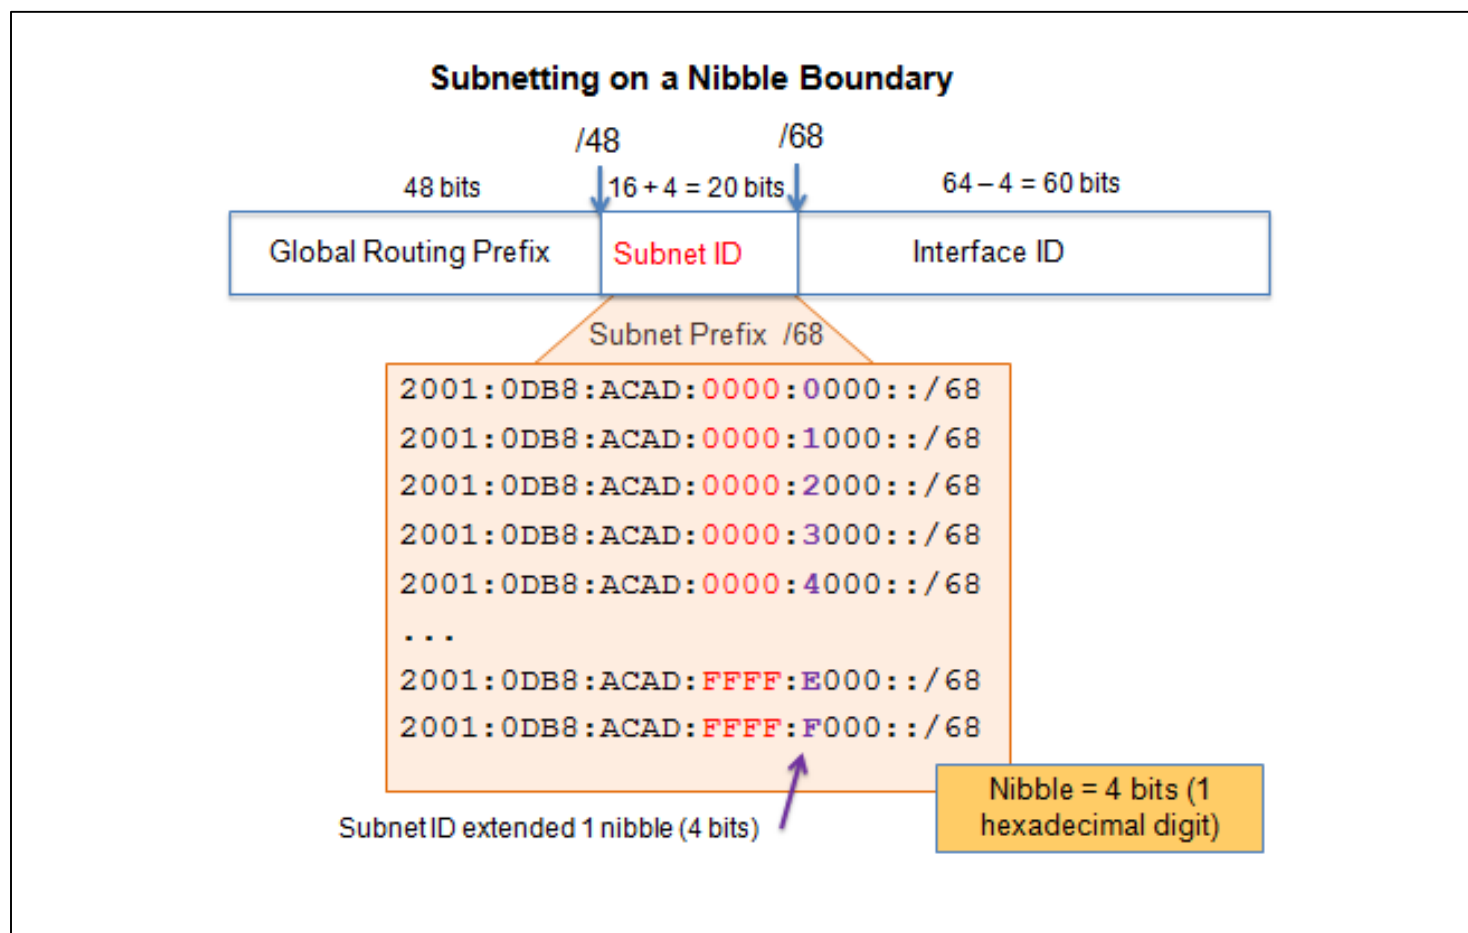 Subnetting on a Nibble Boundary
/48
/68
48 bits
16 + 4 = 20 bits
64 – 4 = 60 bits
Global Routing Prefix
Subnet ID
Interface ID
Subnet Prefix /68
2001:0DB8:ACAD:0000:0000::/68
2001:0DB8:ACAD:0000:1000::/68
2001:0DB8:ACAD:0000:2000::/68
2001:0DB8:ACAD:0000:3000::/68
2001:0DB8:ACAD:0000:4000::/68
...
2001:0DB8:ACAD:FFFF:E000::/68
2001:0DB8:ACAD:FFFF:F000::/68
Subnet ID extended 1 nibble (4 bits)
Nibble = 4 bits (1
hexadecimal digit)